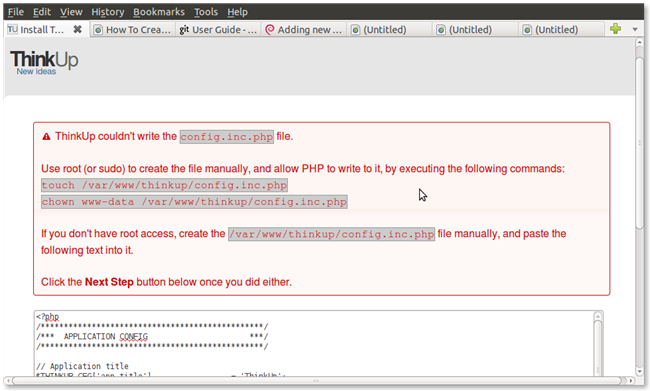 File Edit View History Bookmarks Tools Help
Install T... How To Crea... git User Guide - ... Adding new ... (Untitled) (Untitled) (Untitled)
ThinkUp
New ideas
ThinkUp couldn't write the config.inc.php file.
Use root (or sudo) to create the file manually, and allow PHP to write to it, by executing the following commands:
touch /var/www/thinkup/config.inc.php
chown www-data /var/www/thinkup/config.inc.php
If you don't have root access, create the /var/www/thinkup/config.inc.php file manually, and paste the
following text into it.
Click the Next Step button below once you did either.
<?php
/************************************************/
/*** APPLICATION CONFIG ***/
/************************************************/
// Application title
$THINKUP_CFG['app_title'] = 'ThinkUp';